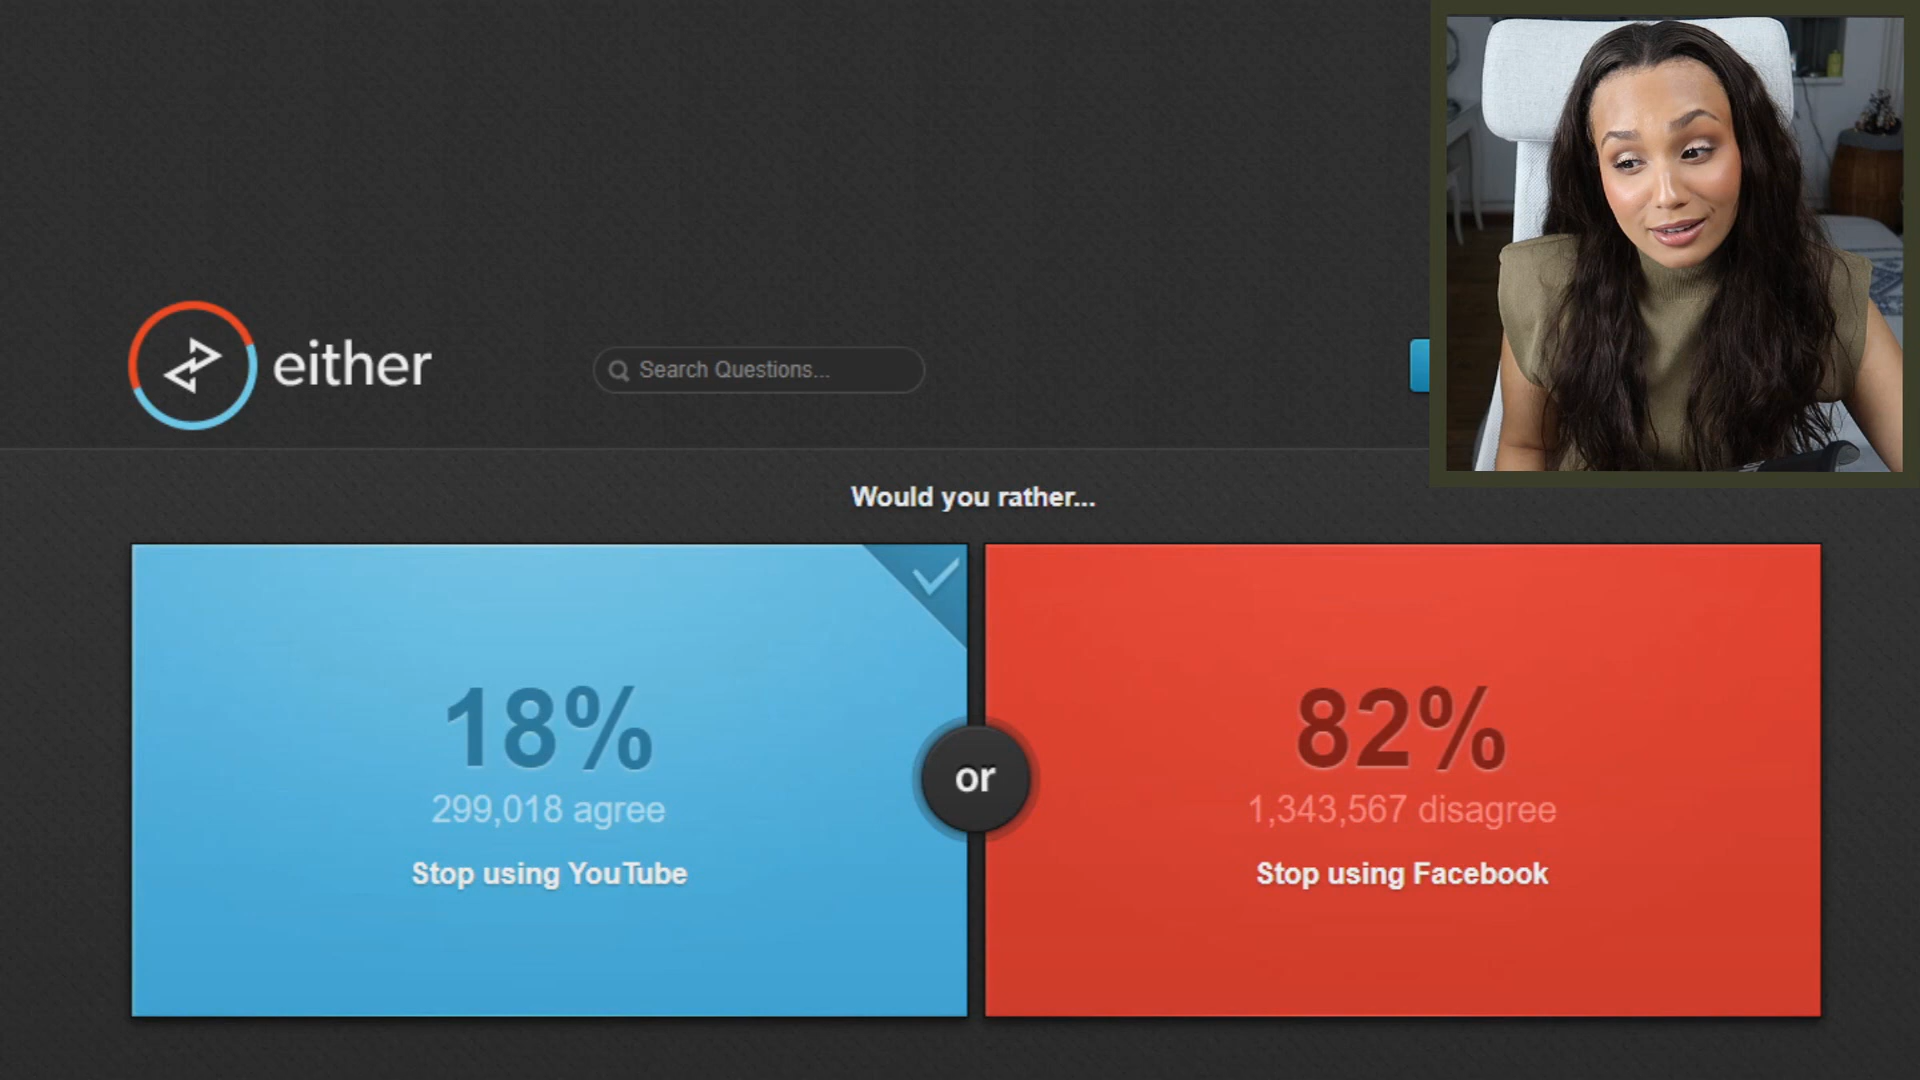 either
Search Questions...
Would you rather...
18%
299,018 agree
Stop using YouTube
or
82%
1,343,567 disagree
Stop using Facebook